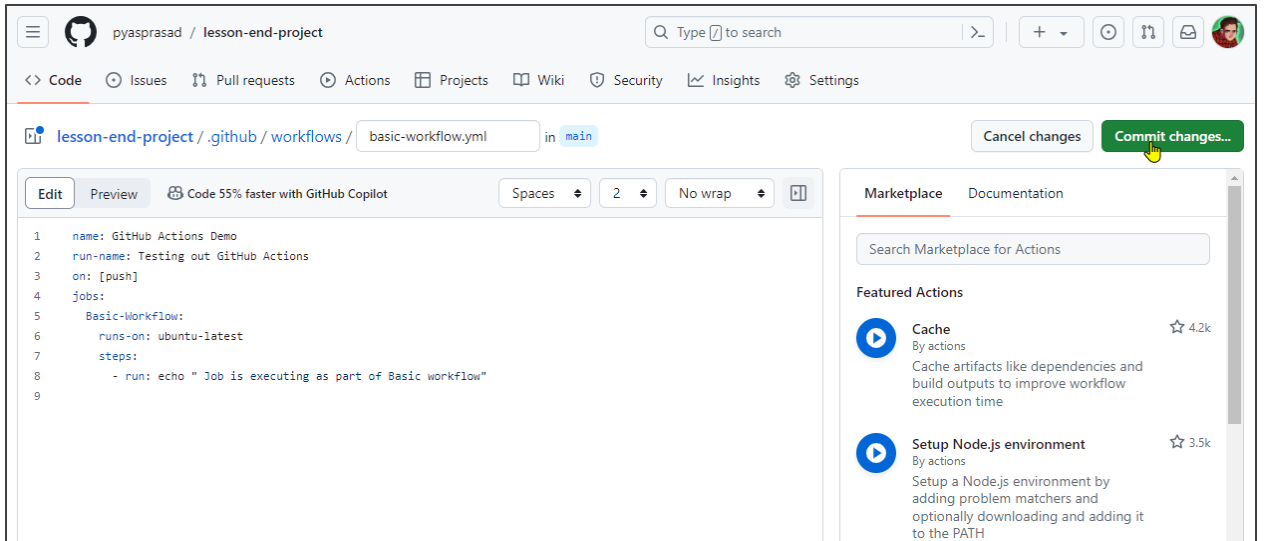 pyasprasad / lesson-end-project
Type / to search
Code Issues Pull requests Actions Projects Wiki Security Insights Settings
lesson-end-project / .github / workflows / basic-workflow.yml in main
Cancel changes Commit changes...
Edit Preview Code 55% faster with GitHub Copilot Spaces 2 No wrap
1 name: GitHub Actions Demo
2 run-name: Testing out GitHub Actions
3 on: [push]
4 jobs:
5 Basic-Workflow:
6 runs-on: ubuntu-latest
7 steps:
8 - run: echo " Job is executing as part of Basic workflow"
9
Marketplace Documentation
Search Marketplace for Actions
Featured Actions
Cache 4.2k
By actions
Cache artifacts like dependencies and
build outputs to improve workflow
execution time
Setup Node.js environment 3.5k
By actions
Setup a Node.js environment by
adding problem matchers and
optionally downloading and adding it
to the PATH